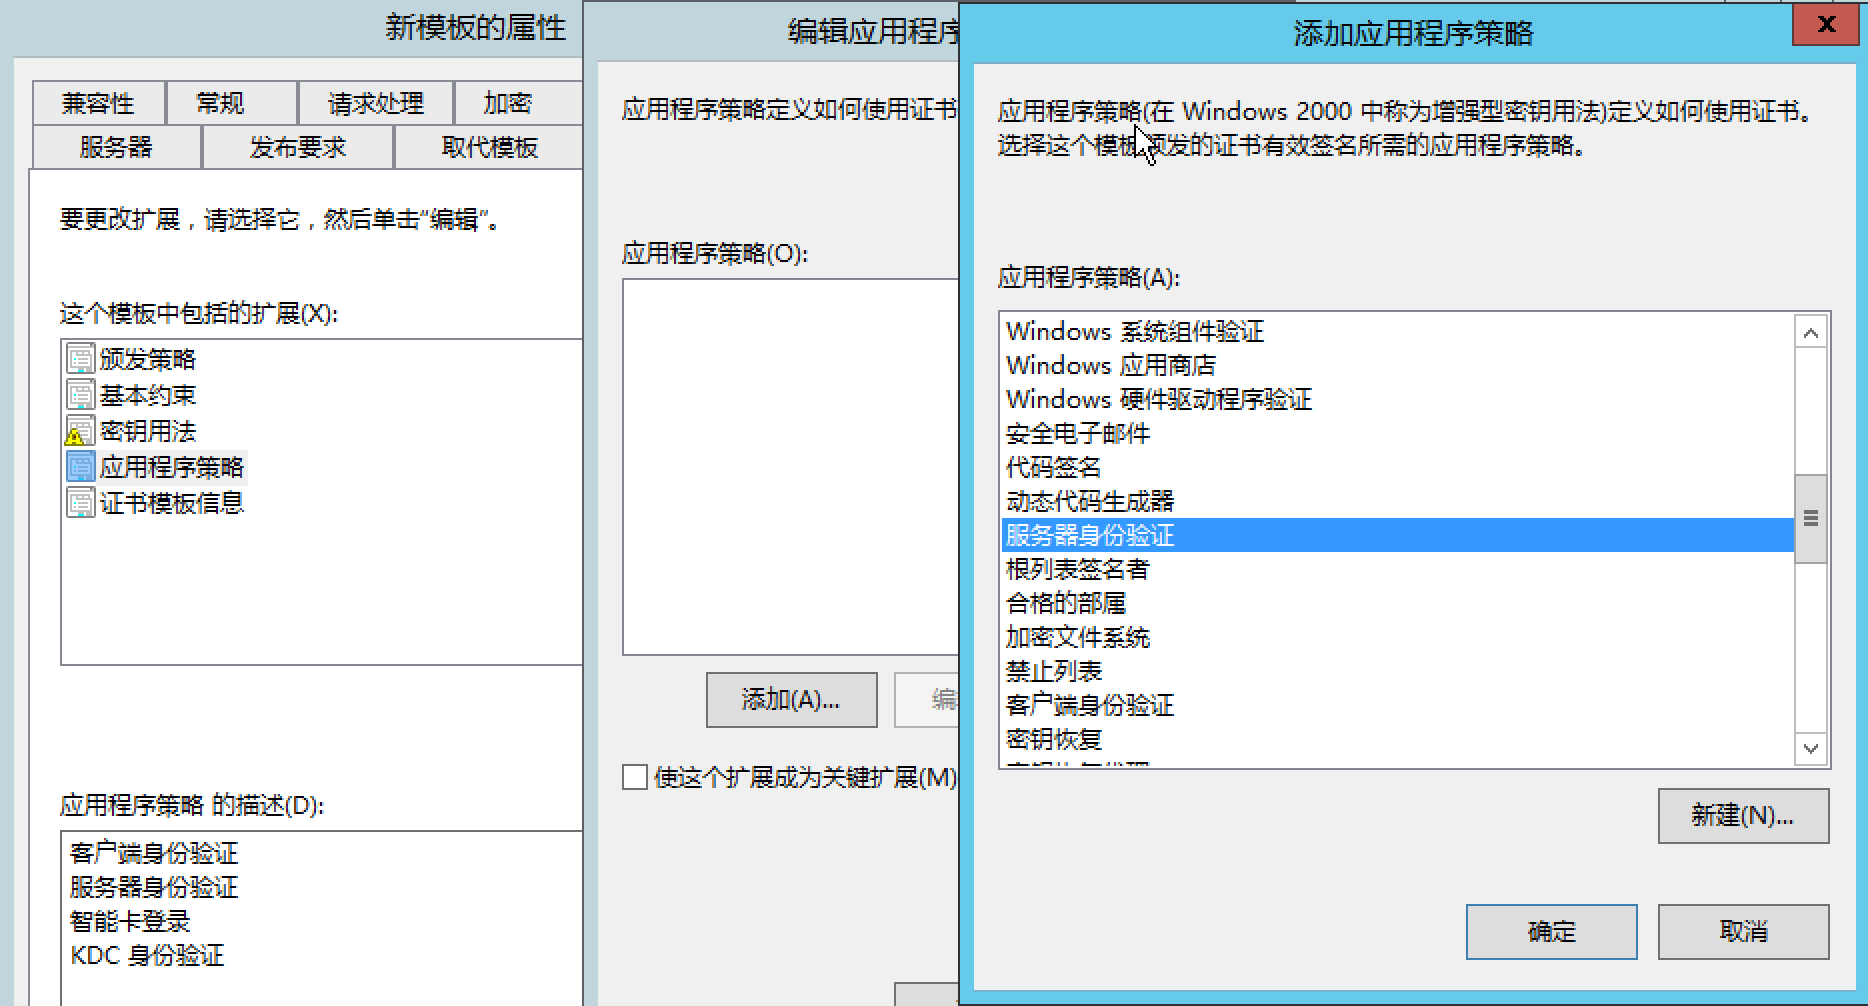 新模板的属性
兼容性
常规
请求处理
加密
服务器
发布要求
取代模板
要更改扩展，请选择它，然后单击“编辑”。
这个模板中包括的扩展(X):
颁发策略
基本约束
密钥用法
应用程序策略
证书模板信息
应用程序策略 的描述(D):
客户端身份验证
服务器身份验证
智能卡登录
KDC 身份验证
编辑应用程序
应用程序策略定义如何使用证书
应用程序策略(O):
添加(A)...
编
使这个扩展成为关键扩展(M)
添加应用程序策略
x
应用程序策略(在 Windows 2000 中称为增强型密钥用法)定义如何使用证书。
选择这个模板颁发的证书有效签名所需的应用程序策略。
应用程序策略(A):
Windows 系统组件验证
Windows 应用商店
Windows 硬件驱动程序验证
安全电子邮件
代码签名
动态代码生成器
服务器身份验证
根列表签名者
合格的部属
加密文件系统
禁止列表
客户端身份验证
密钥恢复
新建(N)...
确定
取消